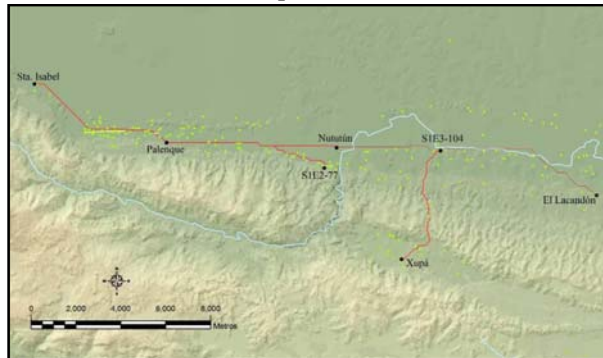 Sta. Isabel
Palenque
Nututún
S1E3-104
S1E2-77
El Lacandón
Xupá
0 2,000 4,000 6,000 8,000
Metros